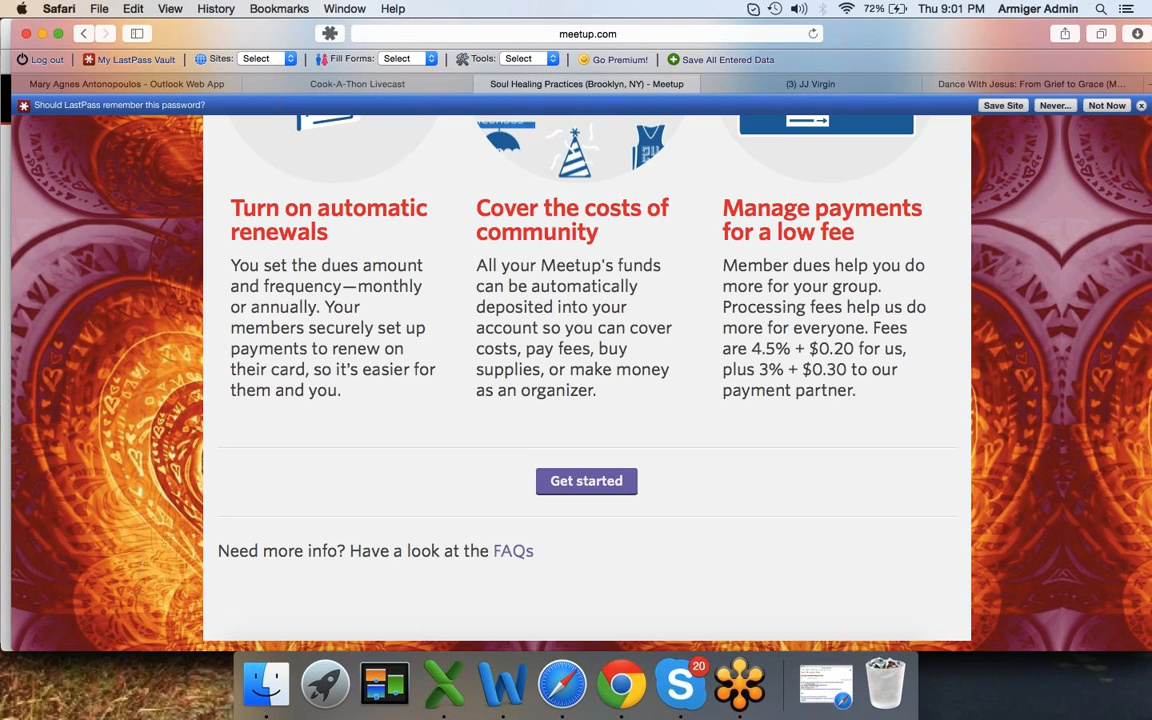 Safari File Edit View History Bookmarks Window Help 72% Thu 9:01 PM Armiger Admin
meetup.com
Log out My LastPass Vault Sites: Select Fill Forms: Select Tools: Select Go Premium! Save All Entered Data
Mary Agnes Antonopoulos - Outlook Web App Cook-A-Thon Livecast Soul Healing Practices (Brooklyn, NY) - Meetup (3) JJ Virgin Dance With Jesus: From Grief to Grace (M...
Should LastPass remember this password? Save Site Never... Not Now
Turn on automatic
renewals
You set the dues amount
and frequency—monthly
or annually. Your
members securely set up
payments to renew on
their card, so it's easier for
them and you.
Cover the costs of
community
All your Meetup's funds
can be automatically
deposited into your
account so you can cover
costs, pay fees, buy
supplies, or make money
as an organizer.
Manage payments
for a low fee
Member dues help you do
more for your group.
Processing fees help us do
more for everyone. Fees
are 4.5% + $0.20 for us,
plus 3% + $0.30 to our
payment partner.
Get started
Need more info? Have a look at the FAQs
20